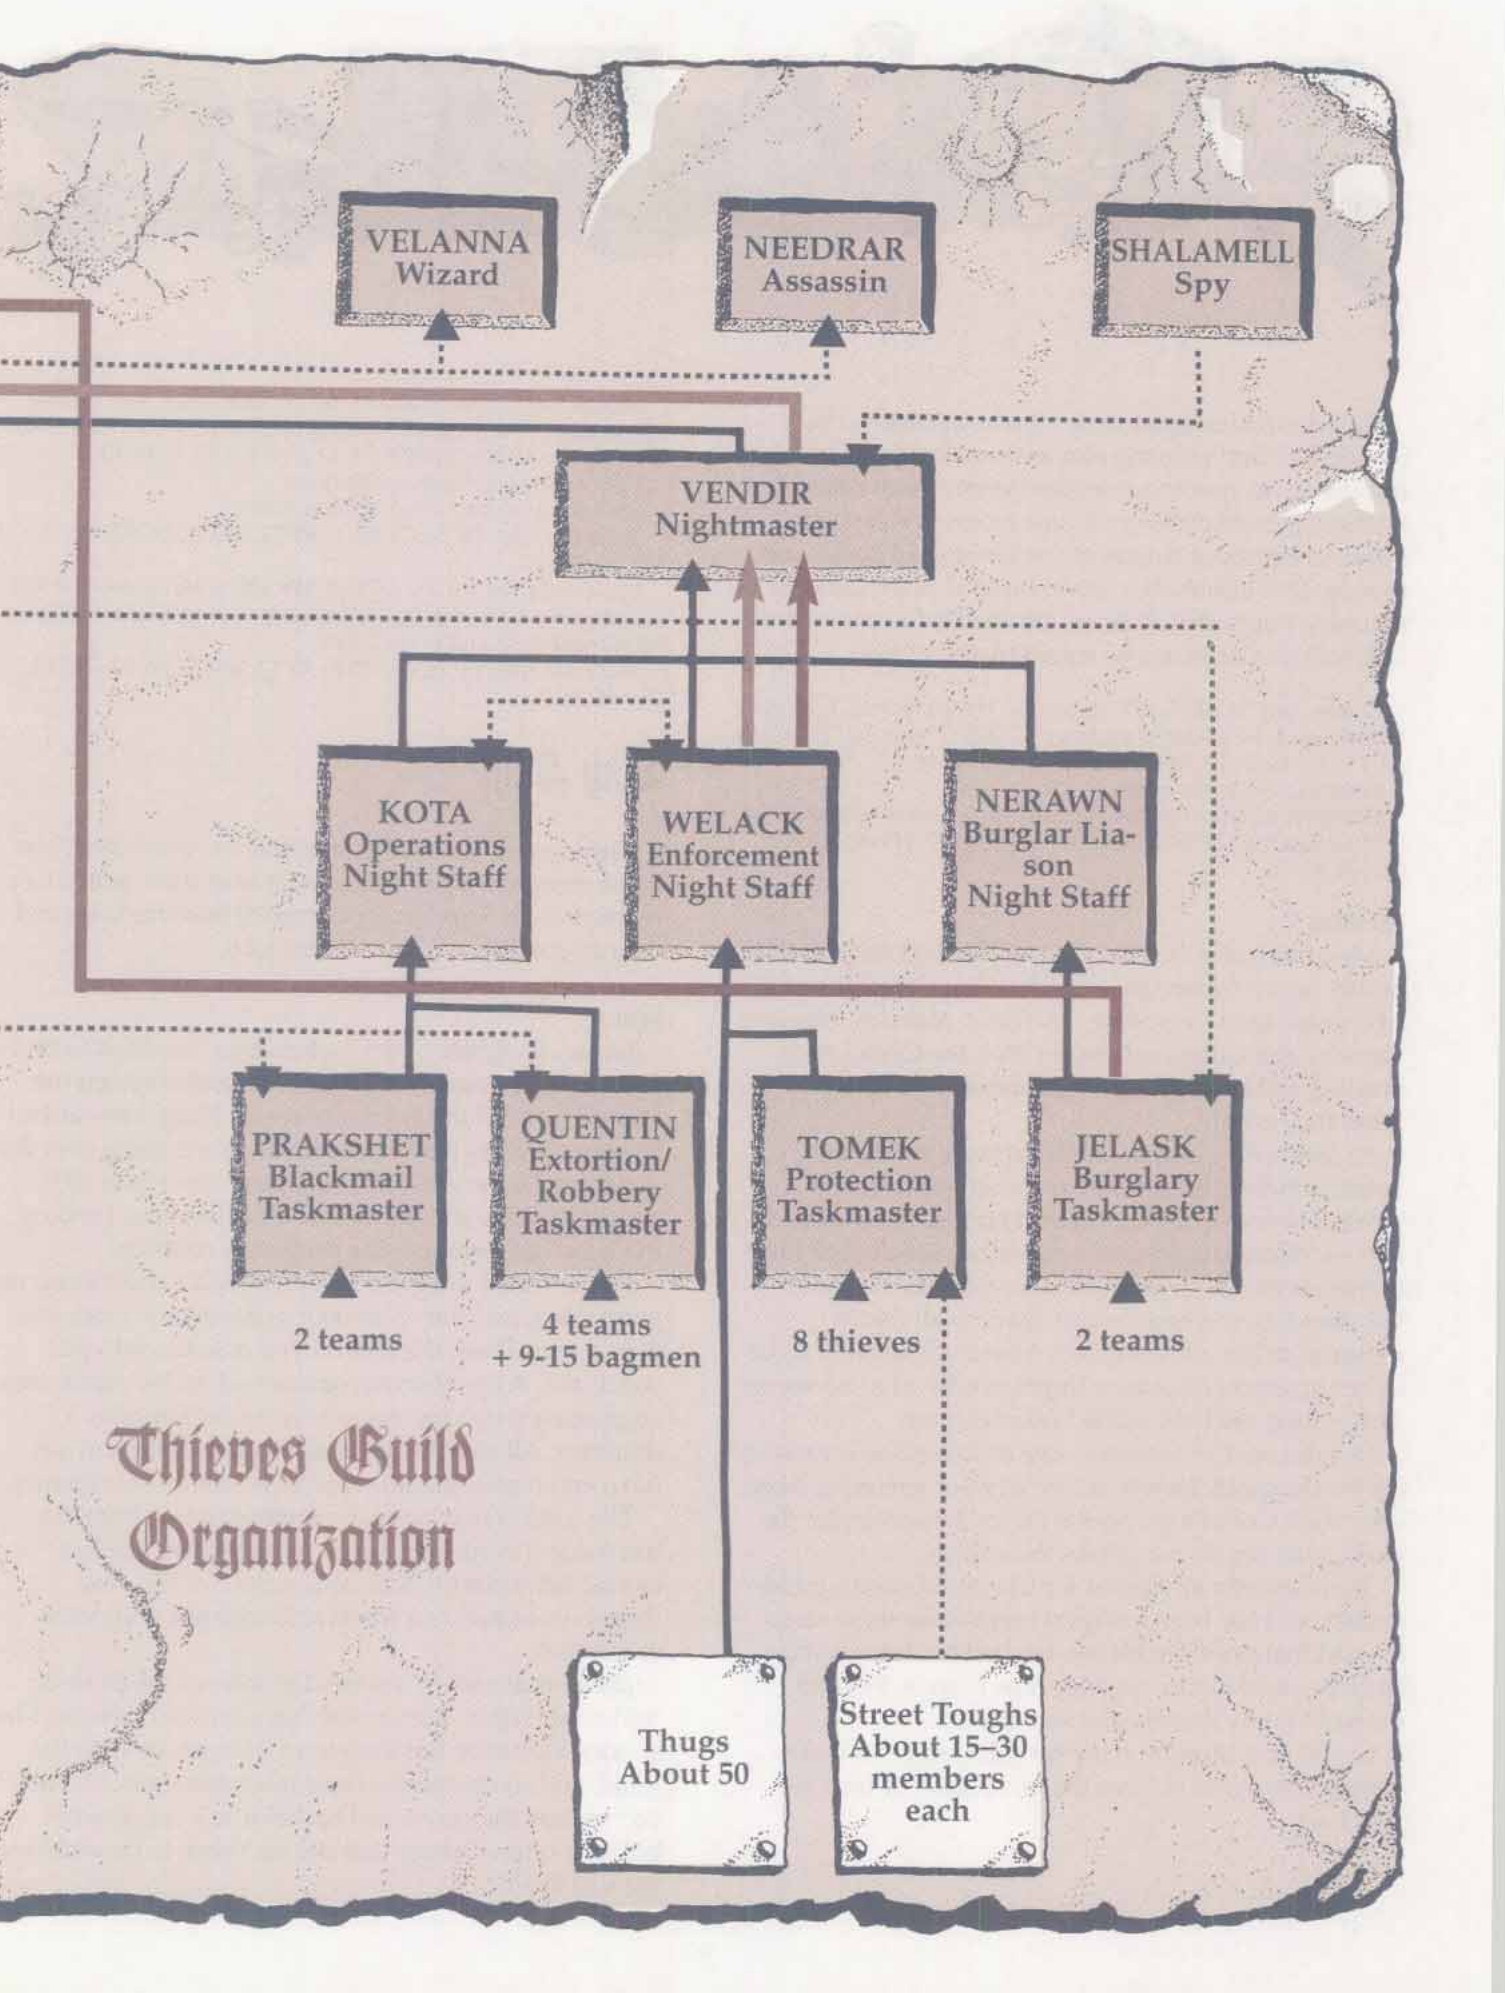 VELANNA
Wizard
NEEDRAR
Assassin
SHALAMELL
Spy
VENDIR
Nightmaster
KOTA
Operations
Night Staff
WELACK
Enforcement
Night Staff
NERAWN
Burglar Lia-
son
Night Staff
PRAKSHET
Blackmail
Taskmaster
QUENTIN
Extortion/
Robbery
Taskmaster
TOMEK
Protection
Taskmaster
JELASK
Burglary
Taskmaster
2 teams
4 teams
+ 9-15 bagmen
8 thieves
2 teams
Thieves Guild
Organization
Thugs
About 50
Street Toughs
About 15–30
members
each